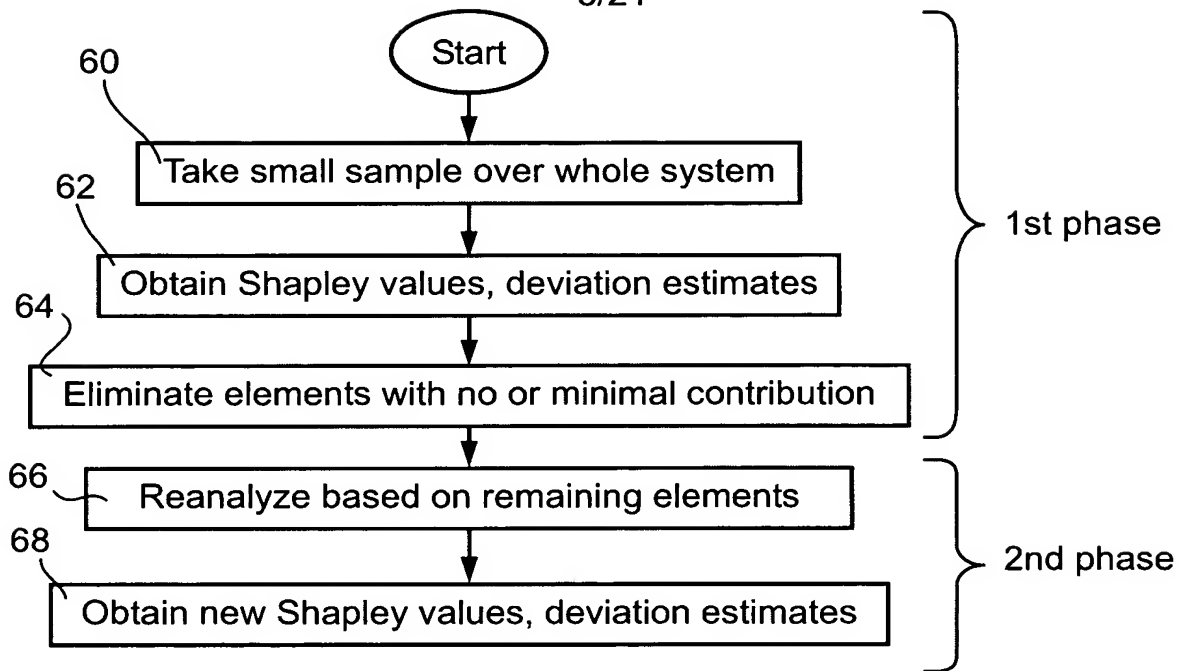 Start
60
Take small sample over whole system
62
Obtain Shapley values, deviation estimates
64
Eliminate elements with no or minimal contribution
1st phase
66
Reanalyze based on remaining elements
68
Obtain new Shapley values, deviation estimates
2nd phase